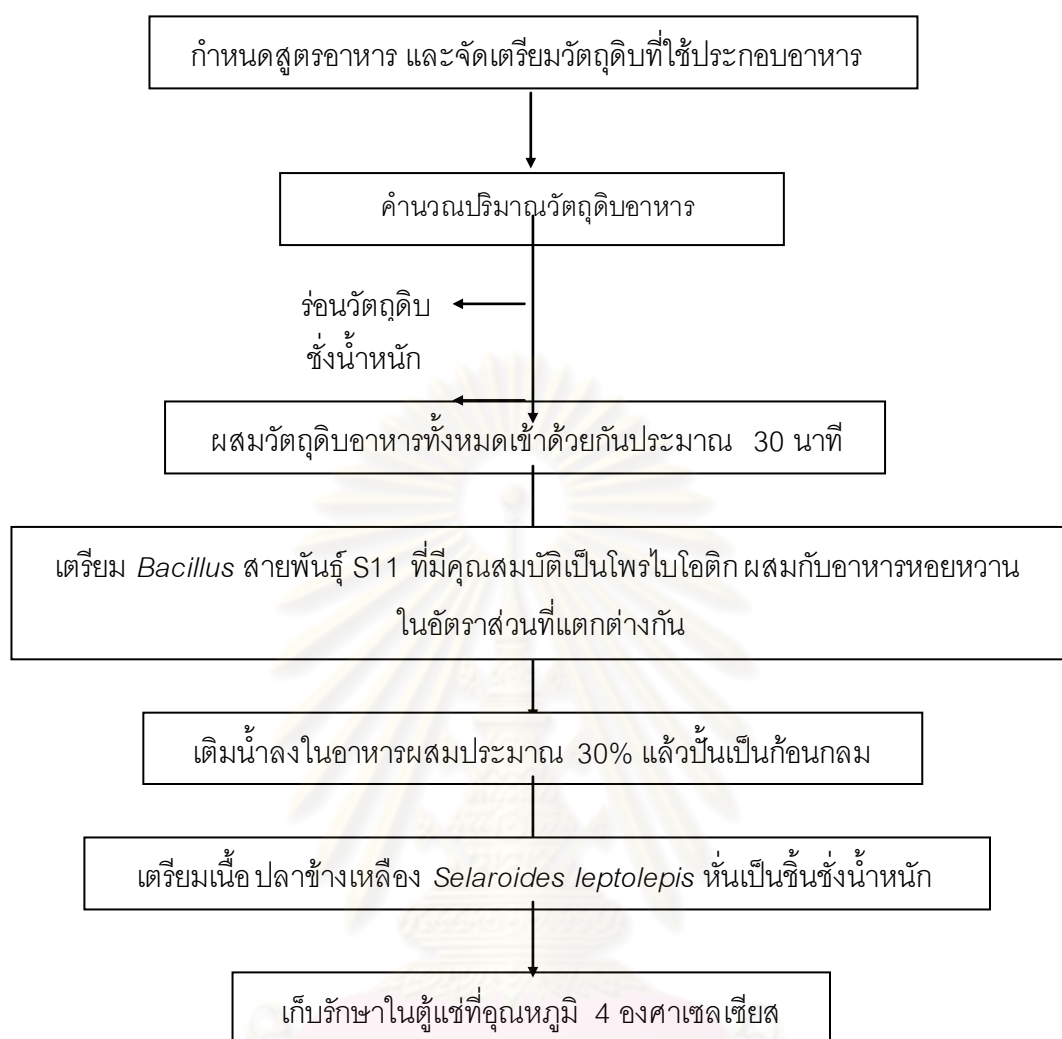 กำหนดสูตรอาหาร และจัดเตรียมวัตถุดิบที่ใช้ประกอบอาหาร
คำนวณปริมาณวัตถุดิบอาหาร
ร่อนวัตถุดิบ
ชั่งน้ำหนัก
ผสมวัตถุดิบอาหารทั้งหมดเข้าด้วยกันประมาณ 30 นาที
เตรียม Bacillus สายพันธุ์ S11 ที่มีคุณสมบัติเป็นโพรไบโอติก ผสมกับอาหารหอยหวาน
ในอัตราส่วนที่แตกต่างกัน
เติมน้ำลงในอาหารผสมประมาณ 30% แล้วปั้นเป็นก้อนกลม
เตรียมเนื้อปลาข้างเหลือง Selaroides leptolepis หั่นเป็นชิ้นชั่งน้ำหนัก
เก็บรักษาในตู้แช่ที่อุณหภูมิ 4 องศาเซลเซียส